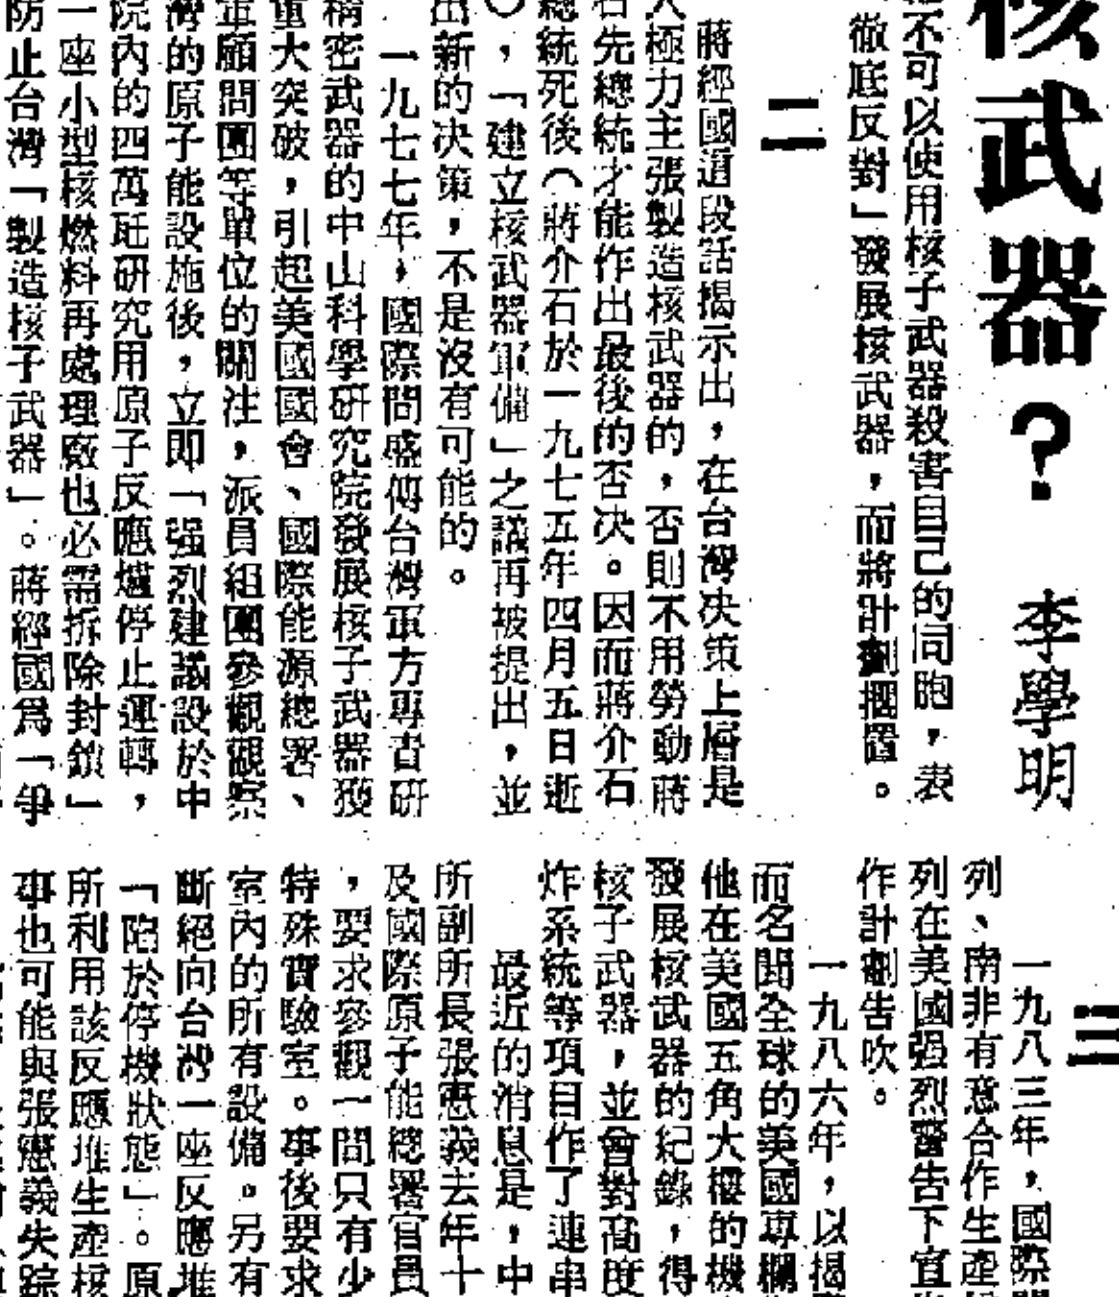 核武器？
李學明
不可以使用核子武器殺害自己的同胞，表
徹底反對」發展核武器，而將計劃擱置。
二
蔣經國這段話揭示出，在台灣決策上層是
人極力主張製造核武器的，否則不用勞動蔣
石先總統才能作出最後的否決。因而蔣介石
總統死後（蔣介石於一九七五年四月五日逝
〇，「建立核武器軍備」之議再被提出，並
出新的決策，不是沒有可能的。
一九七七年，國際間盛傳台灣軍方專責研
稱密武器的中山科學研究院發展核子武器獲
重大突破，引起美國國會、國際能源總署、
軍顧問團等單位的關注，派員組團參觀觀察
灣的原子能設施後，立即「强烈建議設於中
院內的四萬瓩研究用原子反應爐停止運轉，
一座小型核燃料再處理廠也必需拆除封鎖」
防止台灣「製造核子武器」。蔣經國爲「爭
三
一九八三年，國際間
列、南非有意合作生產
列在美國强烈警告下宣
作計劃告吹。
一九八六年，以揭
而名聞全球的美國專欄
他在美國五角大樓的機
發展核武器的紀錄，得
核子武器，並會對高度
炸系統等項目作了連串
最近的消息是，中
所副所長張憲義去年十
及國際原子能總署官員
，要求參觀一間只有少
特殊實驗室。事後要求
室內的所有設備。另有
斷絕向台灣一座反應堆
「陷於停機狀態」。原
所利用該反應堆生產核
事也可能與張憲義失踪